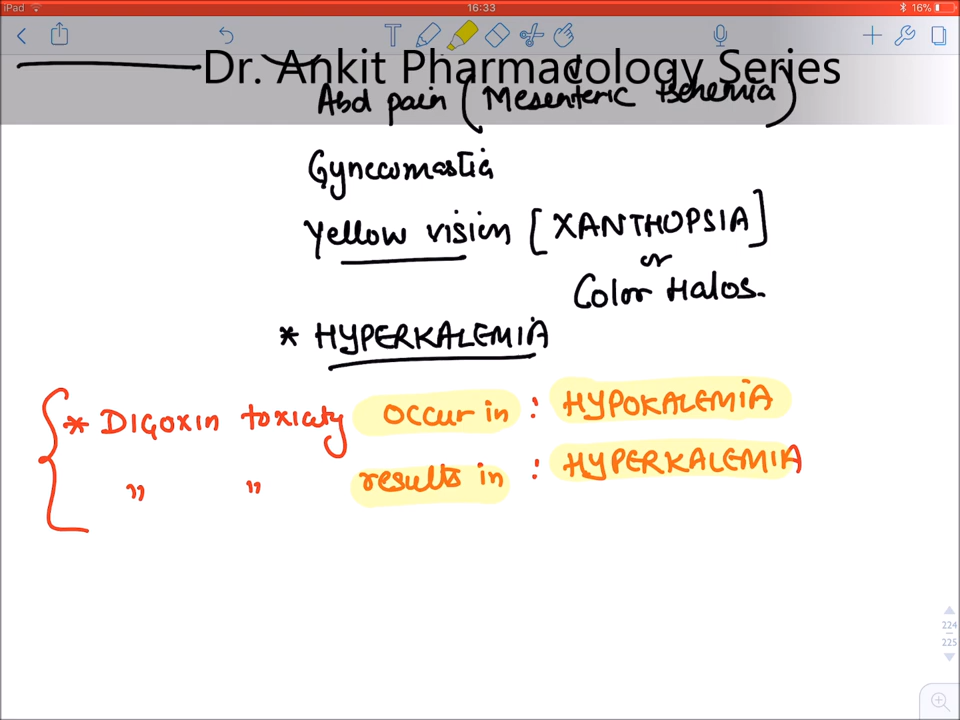 iPad 16:33 16%
T
Dr. Ankit Pharmacology Series
Abd pain (Mesenteric Ischemia)
Gynecomastia
Yellow vision [XANTHOPSIA]
or
Color Halos.
* HYPERKALEMIA
* DIGOXIN toxicity OCCUR in : HYPOKALEMIA
" " results in : HYPERKALEMIA
224
225